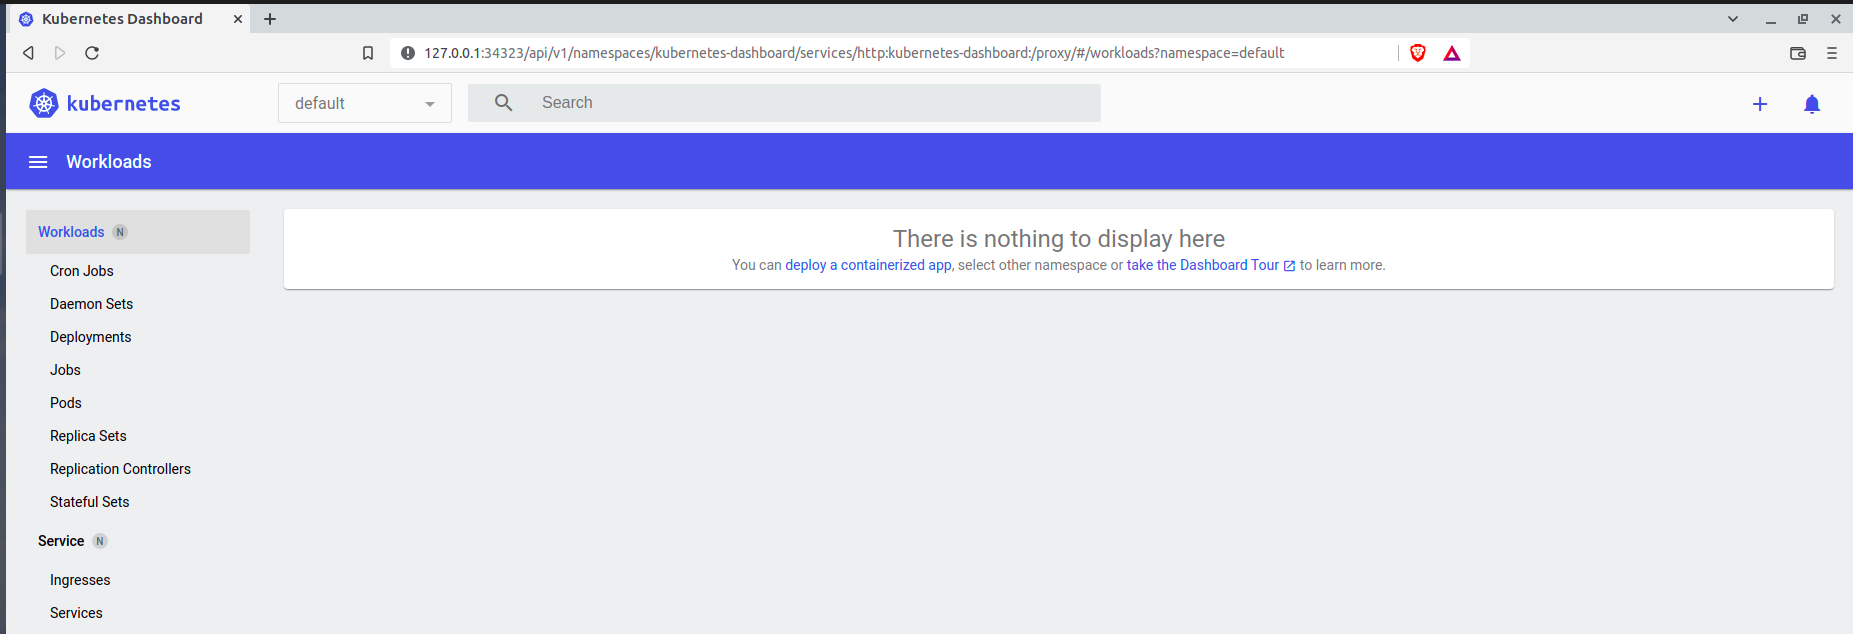 Kubernetes Dashboard
127.0.0.1:34323/api/v1/namespaces/kubernetes-dashboard/services/http:kubernetes-dashboard:/proxy/#/workloads?namespace=default
kubernetes
default
Search
Workloads
Workloads N
There is nothing to display here
You can deploy a containerized app, select other namespace or take the Dashboard Tour to learn more.
Cron Jobs
Daemon Sets
Deployments
Jobs
Pods
Replica Sets
Replication Controllers
Stateful Sets
Service N
Ingresses
Services